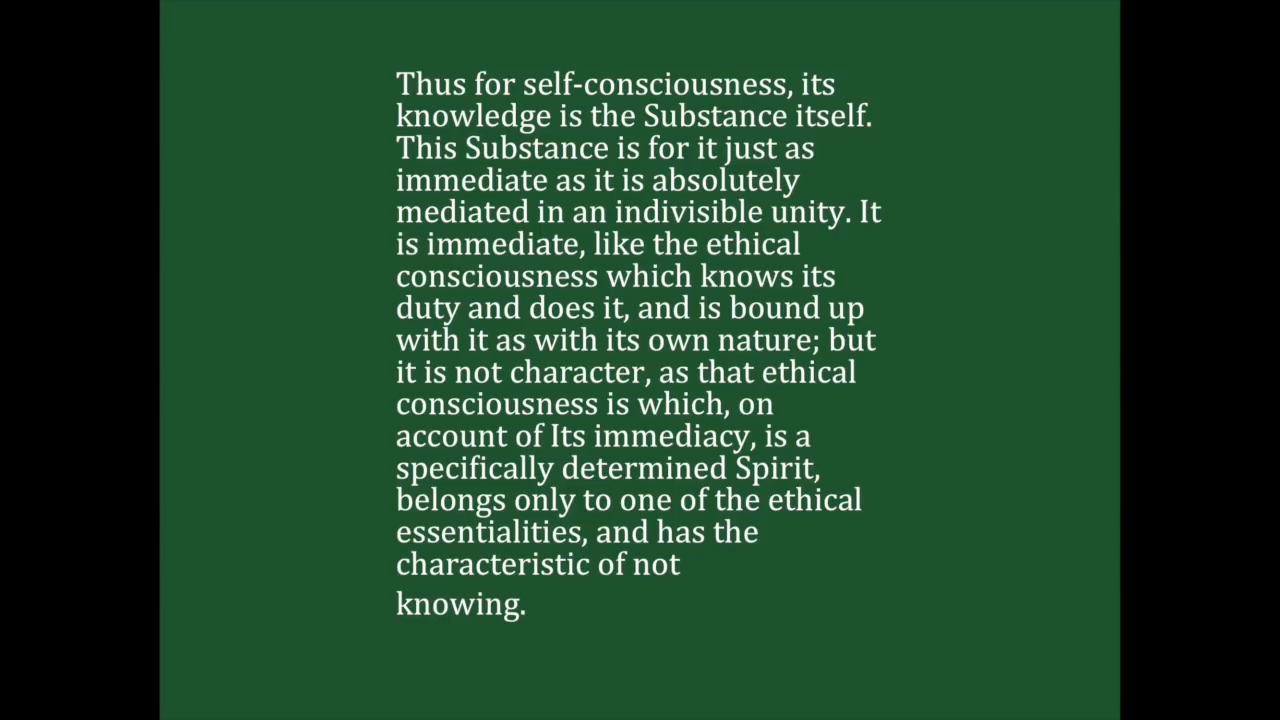 Thus for self-consciousness, its
knowledge is the Substance itself.
This Substance is for it just as
immediate as it is absolutely
mediated in an indivisible unity. It
is immediate, like the ethical
consciousness which knows its
duty and does it, and is bound up
with it as with its own nature; but
it is not character, as that ethical
consciousness is which, on
account of Its immediacy, is a
specifically determined Spirit,
belongs only to one of the ethical
essentialities, and has the
characteristic of not
knowing.